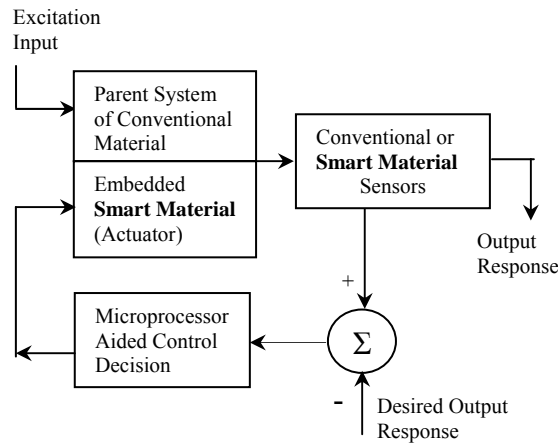 Excitation
Input
Parent System
of Conventional
Material
Embedded
Smart Material
(Actuator)
Conventional or
Smart Material
Sensors
Output
Response
+
Σ
-
Microprocessor
Aided Control
Decision
Desired Output
Response